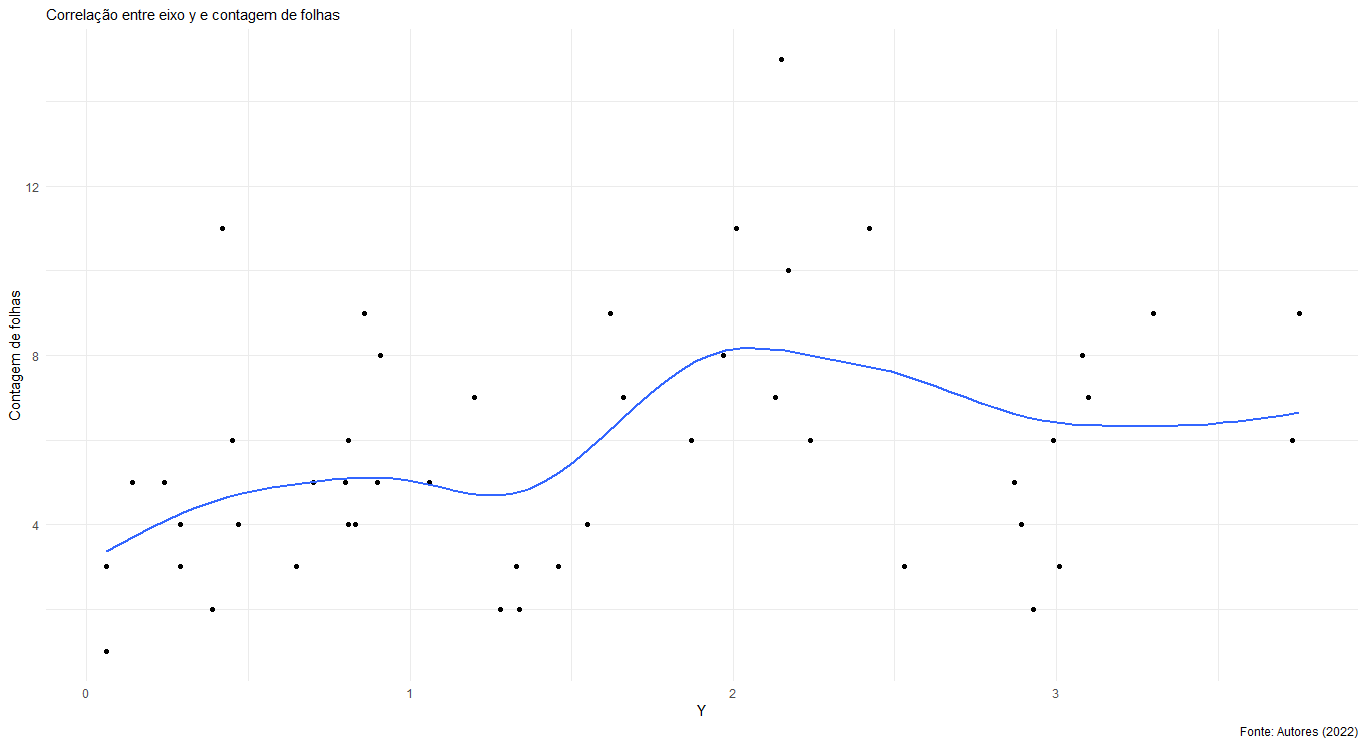 Correlação entre eixo y e contagem de folhas
12
8
4
Contagem de folhas
0 1 2 3
Y
Fonte: Autores (2022)